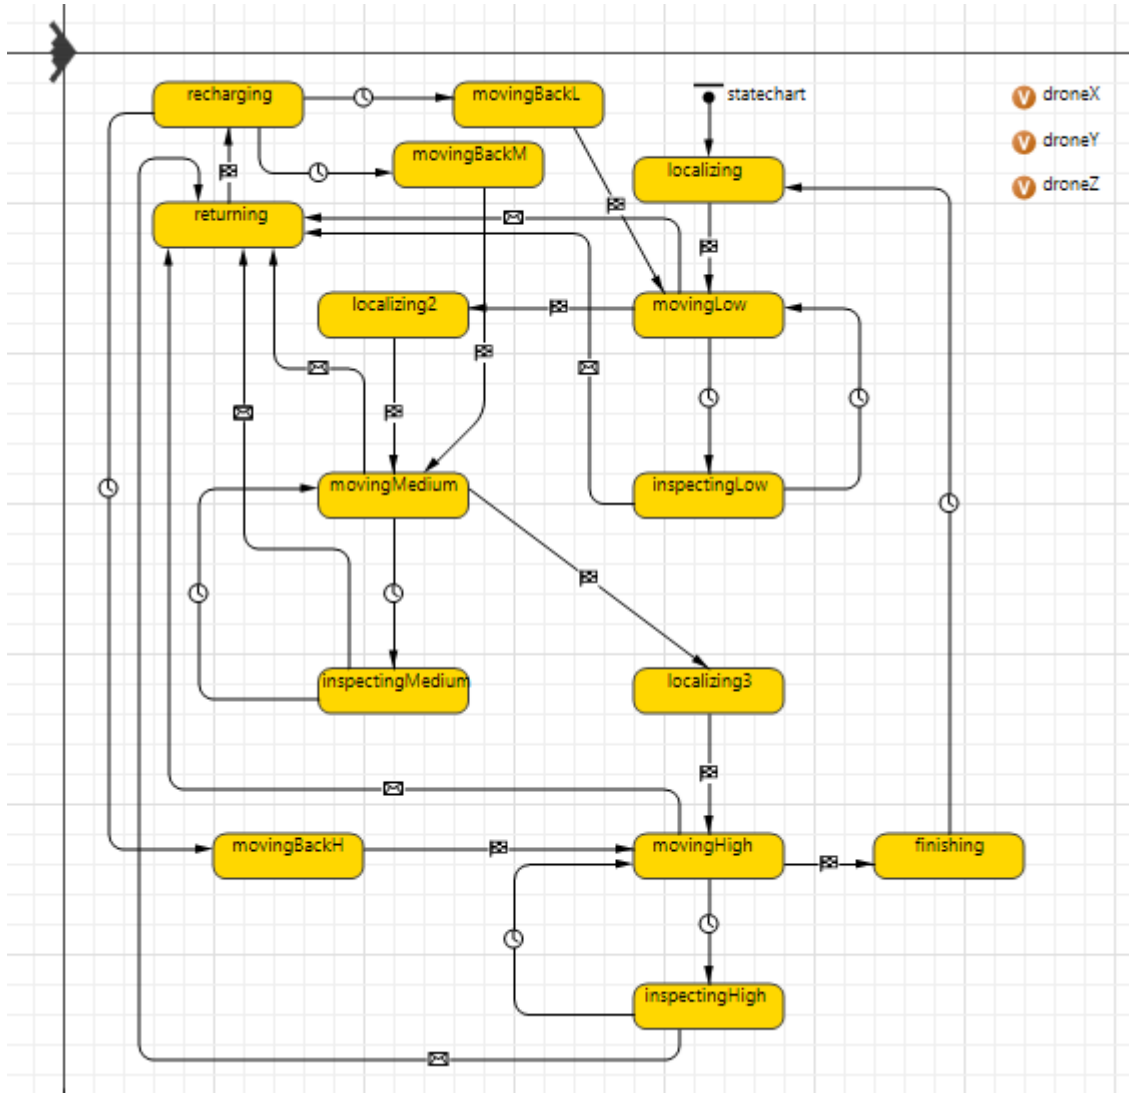 recharging
movingBackL
statechart
droneX
movingBackM
droneY
localizing
droneZ
returning
localizing2
movingLow
movingMedium
inspectingLow
inspectingMedium
localizing3
movingBackH
movingHigh
finishing
inspectingHigh
V
V
V